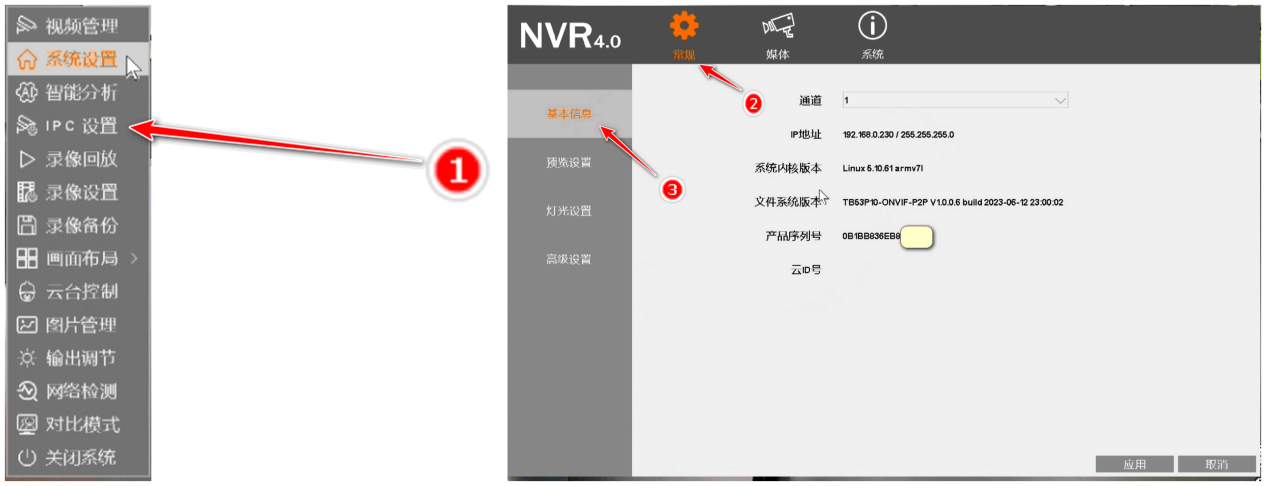 视频管理
系统设置
智能分析
IPC 设置
录像回放
录像设置
录像备份
画面布局 >
云台控制
图片管理
输出调节
网络检测
对比模式
关闭系统
1
NVR4.0
常规
媒体
系统
2
基本信息
预览设置
灯光设置
高级设置
3
通道 1
IP地址 192.168.0.230 / 255.255.255.0
系统内核版本 Linux 5.10.61 armv7l
文件系统版本 TB53P10-ONVIF-P2P V1.0.0.6 build 2023-06-12 23:00:02
产品序列号 0B1BB836EB8
云ID号
应用
取消